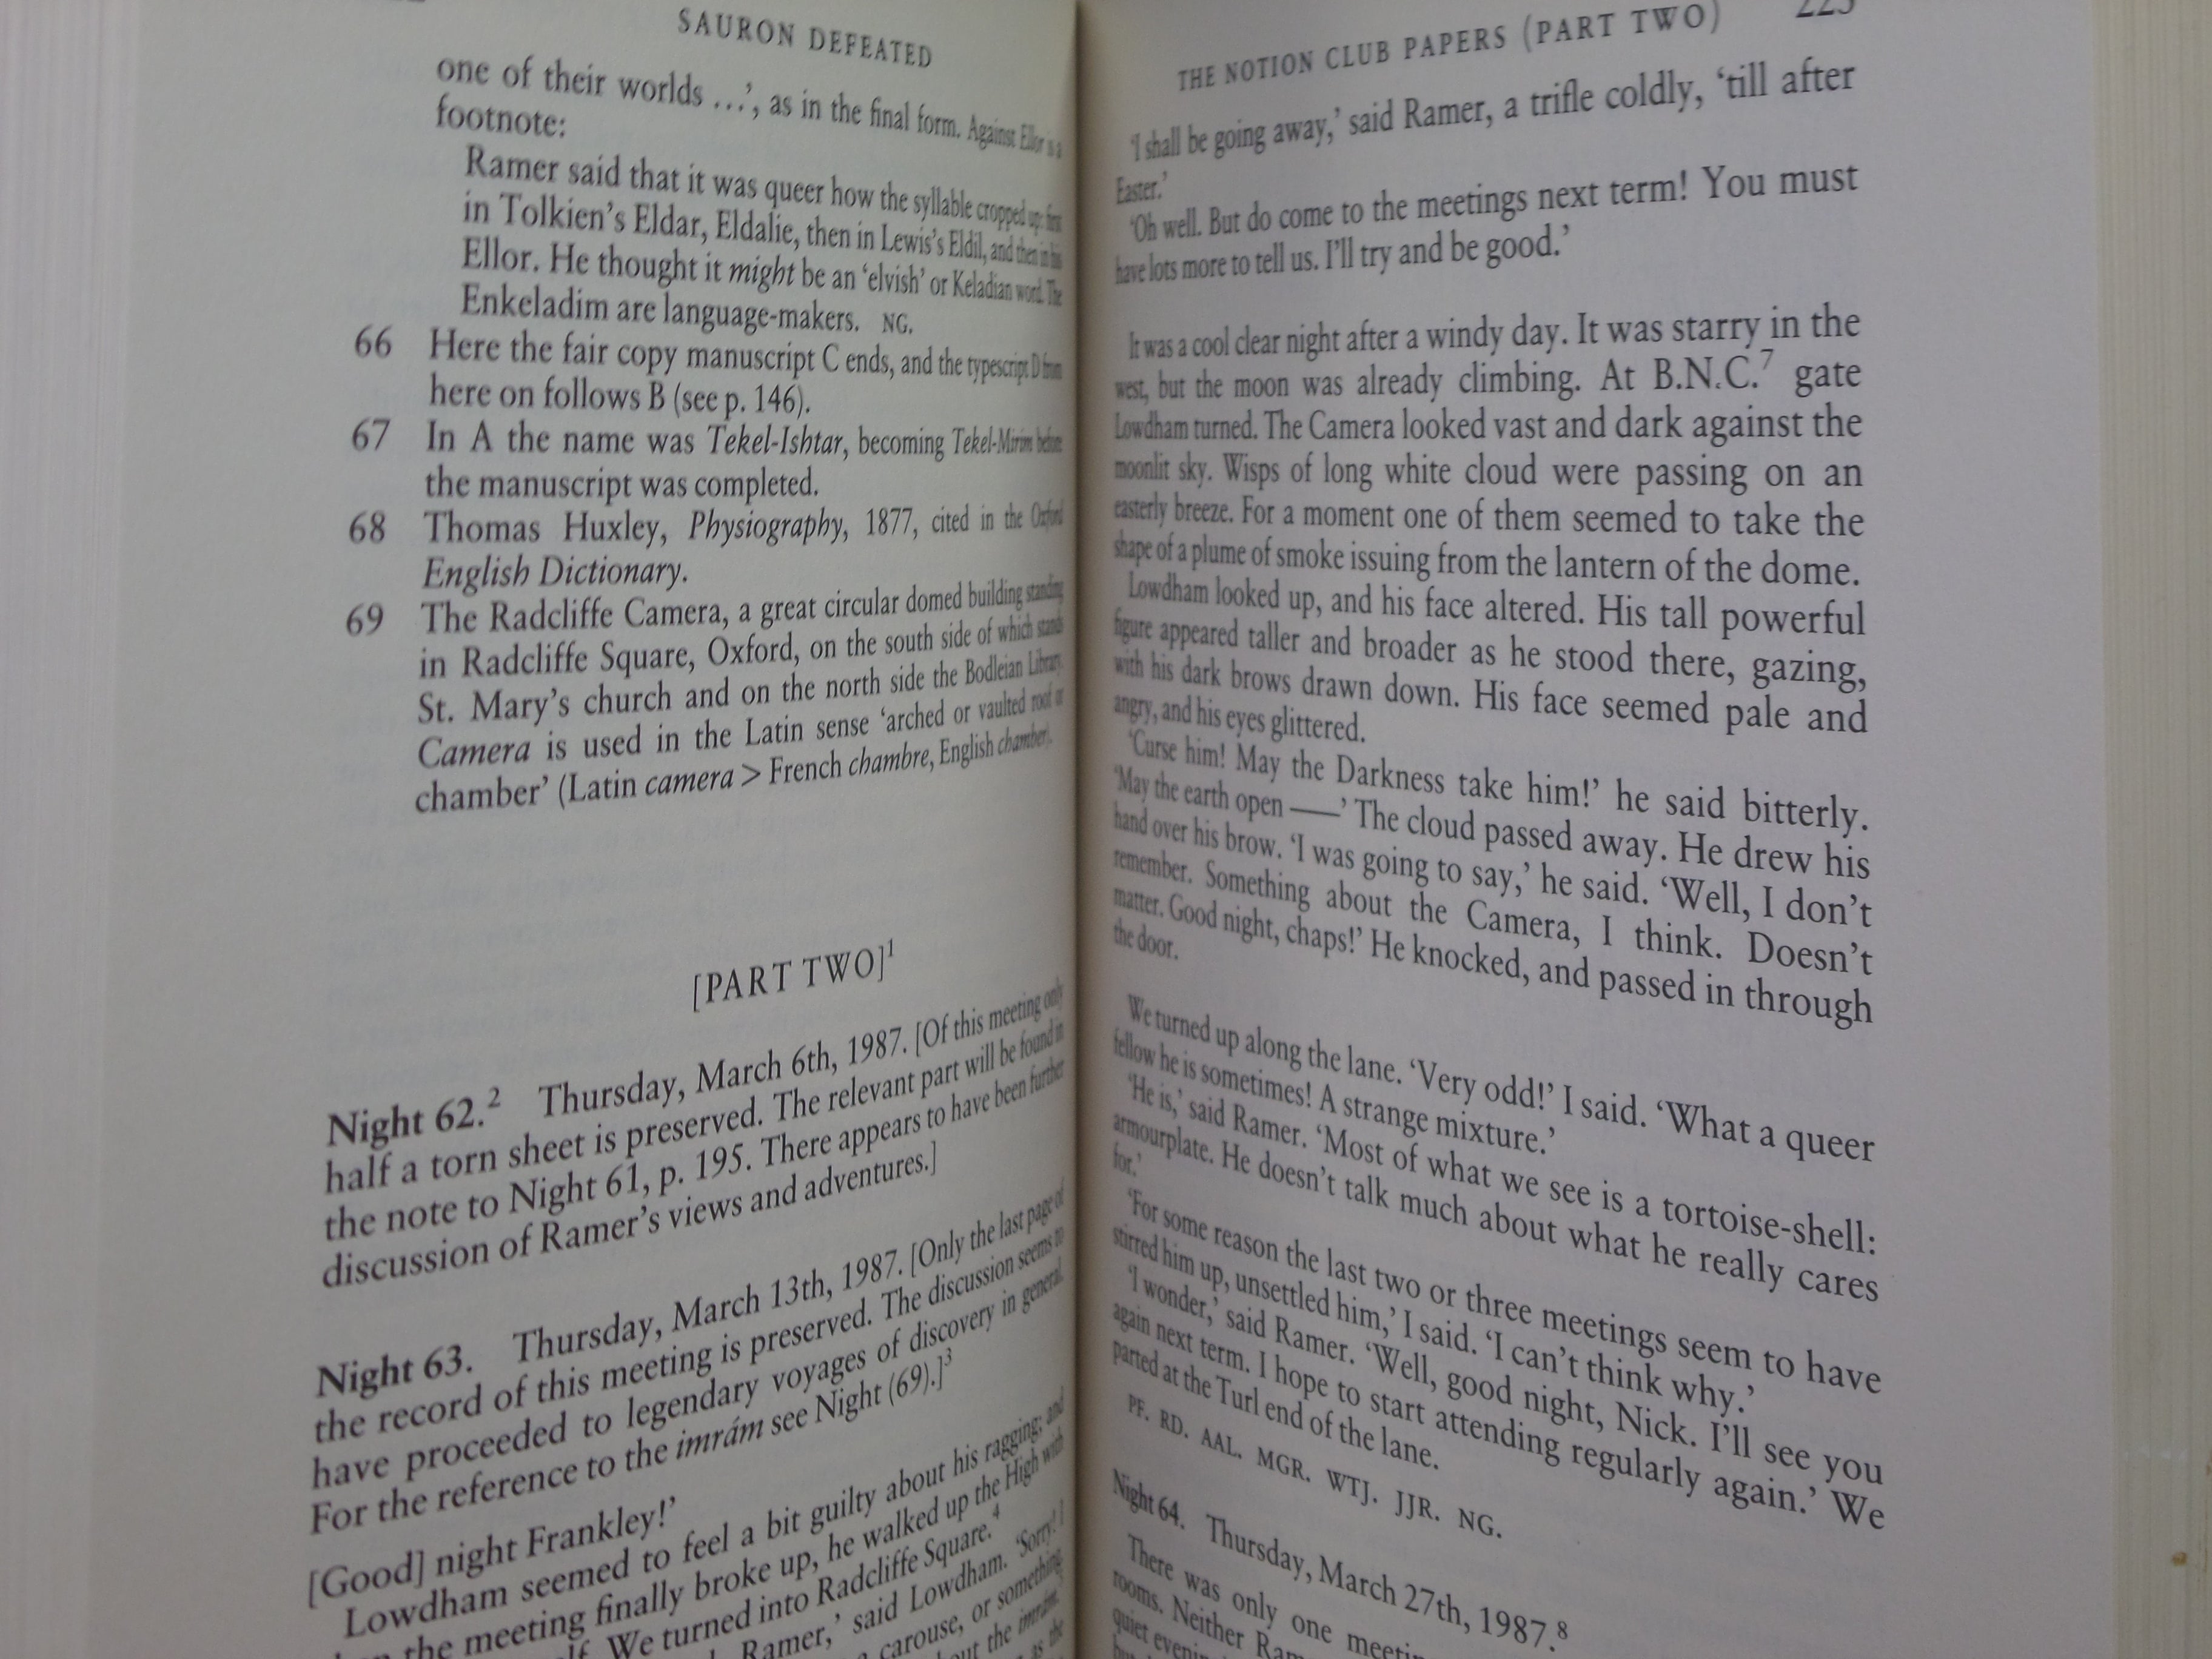 SAURON DEFEATED
one of their worlds ...’, as in the final form. Against Ellor is a
footnote:
Ramer said that it was queer how the syllable cropped up: first
in Tolkien’s Eldar, Eldalie, then in Lewis’s Eldil, and then in his
Ellor. He thought it might be an ‘elvish’ or Keladian word. The
Enkeladim are language-makers. NG.
66 Here the fair copy manuscript C ends, and the typescript D from
here on follows B (see p. 146).
67 In A the name was Tekel-Ishtar, becoming Tekel-Mirim before
the manuscript was completed.
68 Thomas Huxley, Physiography, 1877, cited in the Oxford
English Dictionary.
69 The Radcliffe Camera, a great circular domed building standing
in Radcliffe Square, Oxford, on the south side of which stands
St. Mary’s church and on the north side the Bodleian Library.
Camera is used in the Latin sense ‘arched or vaulted roof or
chamber’ (Latin camera > French chambre, English chamber).
[PART TWO]1
Night 62.2 Thursday, March 6th, 1987. [Of this meeting only
half a torn sheet is preserved. The relevant part will be found in
the note to Night 61, p. 195. There appears to have been further
discussion of Ramer’s views and adventures.]
Night 63. Thursday, March 13th, 1987. [Only the last page of
the record of this meeting is preserved. The discussion seems to
have proceeded to legendary voyages of discovery in general.
For the reference to the imrám see Night (69).]3
[Good] night Frankley!’
Lowdham seemed to feel a bit guilty about his ragging; and
the meeting finally broke up, he walked up the High with
We turned into Radcliffe Square.4
Ramer,’ said Lowdham. ‘Sorry! I
carouse, or something
the imrám.
as the
THE NOTION CLUB PAPERS (PART TWO) 223
‘I shall be going away,’ said Ramer, a trifle coldly, ‘till after
Easter.’
‘Oh well. But do come to the meetings next term! You must
have lots more to tell us. I’ll try and be good.’
It was a cool clear night after a windy day. It was starry in the
west, but the moon was already climbing. At B.N.C.7 gate
Lowdham turned. The Camera looked vast and dark against the
moonlit sky. Wisps of long white cloud were passing on an
easterly breeze. For a moment one of them seemed to take the
shape of a plume of smoke issuing from the lantern of the dome.
Lowdham looked up, and his face altered. His tall powerful
figure appeared taller and broader as he stood there, gazing,
with his dark brows drawn down. His face seemed pale and
angry, and his eyes glittered.
‘Curse him! May the Darkness take him!’ he said bitterly.
‘May the earth open ——’ The cloud passed away. He drew his
hand over his brow. ‘I was going to say,’ he said. ‘Well, I don’t
remember. Something about the Camera, I think. Doesn’t
matter. Good night, chaps!’ He knocked, and passed in through
the door.
We turned up along the lane. ‘Very odd!’ I said. ‘What a queer
fellow he is sometimes! A strange mixture.’
‘He is,’ said Ramer. ‘Most of what we see is a tortoise-shell:
armourplate. He doesn’t talk much about what he really cares
for.’
‘For some reason the last two or three meetings seem to have
stirred him up, unsettled him,’ I said. ‘I can’t think why.’
‘I wonder,’ said Ramer. ‘Well, good night, Nick. I’ll see you
again next term. I hope to start attending regularly again.’ We
parted at the Turl end of the lane.
PF. RD. AAL. MGR. WTJ. JJR. NG.
Night 64. Thursday, March 27th, 1987.8
There was only one
rooms. Neither
quiet